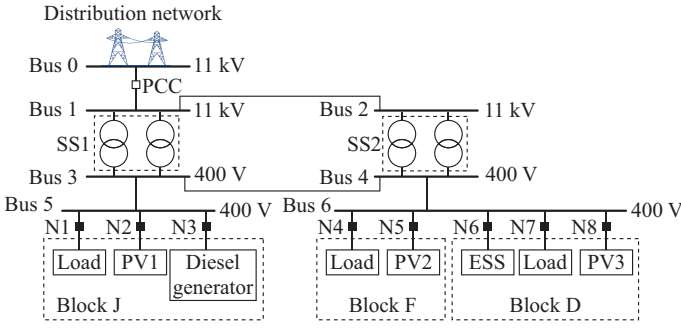 Distribution network
Bus 0 11 kV
PCC
Bus 1 11 kV Bus 2 11 kV
SS1 SS2
Bus 3 400 V Bus 4 400 V
Bus 5 400 V Bus 6 400 V
N1 N2 N3 N4 N5 N6 N7 N8
Load PV1 Diesel generator Load PV2 ESS Load PV3
Block J Block F Block D